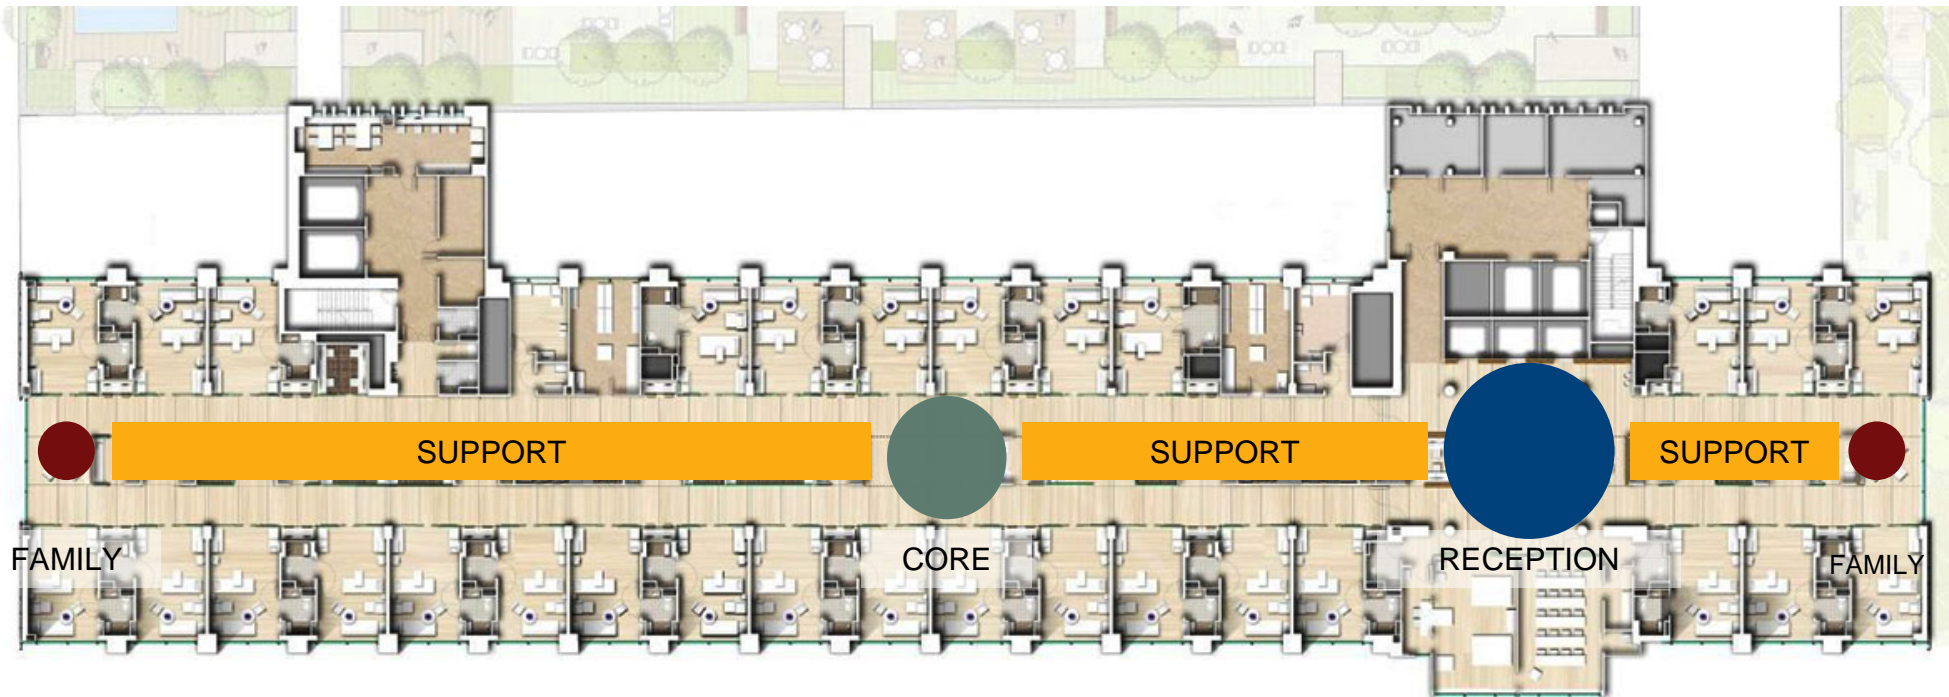 SUPPORT
SUPPORT
SUPPORT
FAMILY
CORE
RECEPTION
FAMILY